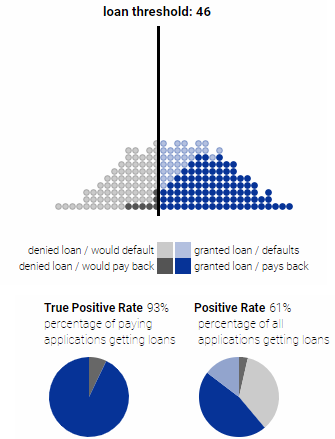 loan threshold: 46
denied loan / would default
granted loan / defaults
denied loan / would pay back
granted loan / pays back
True Positive Rate 93%
percentage of paying
applications getting loans
Positive Rate 61%
percentage of all
applications getting loans